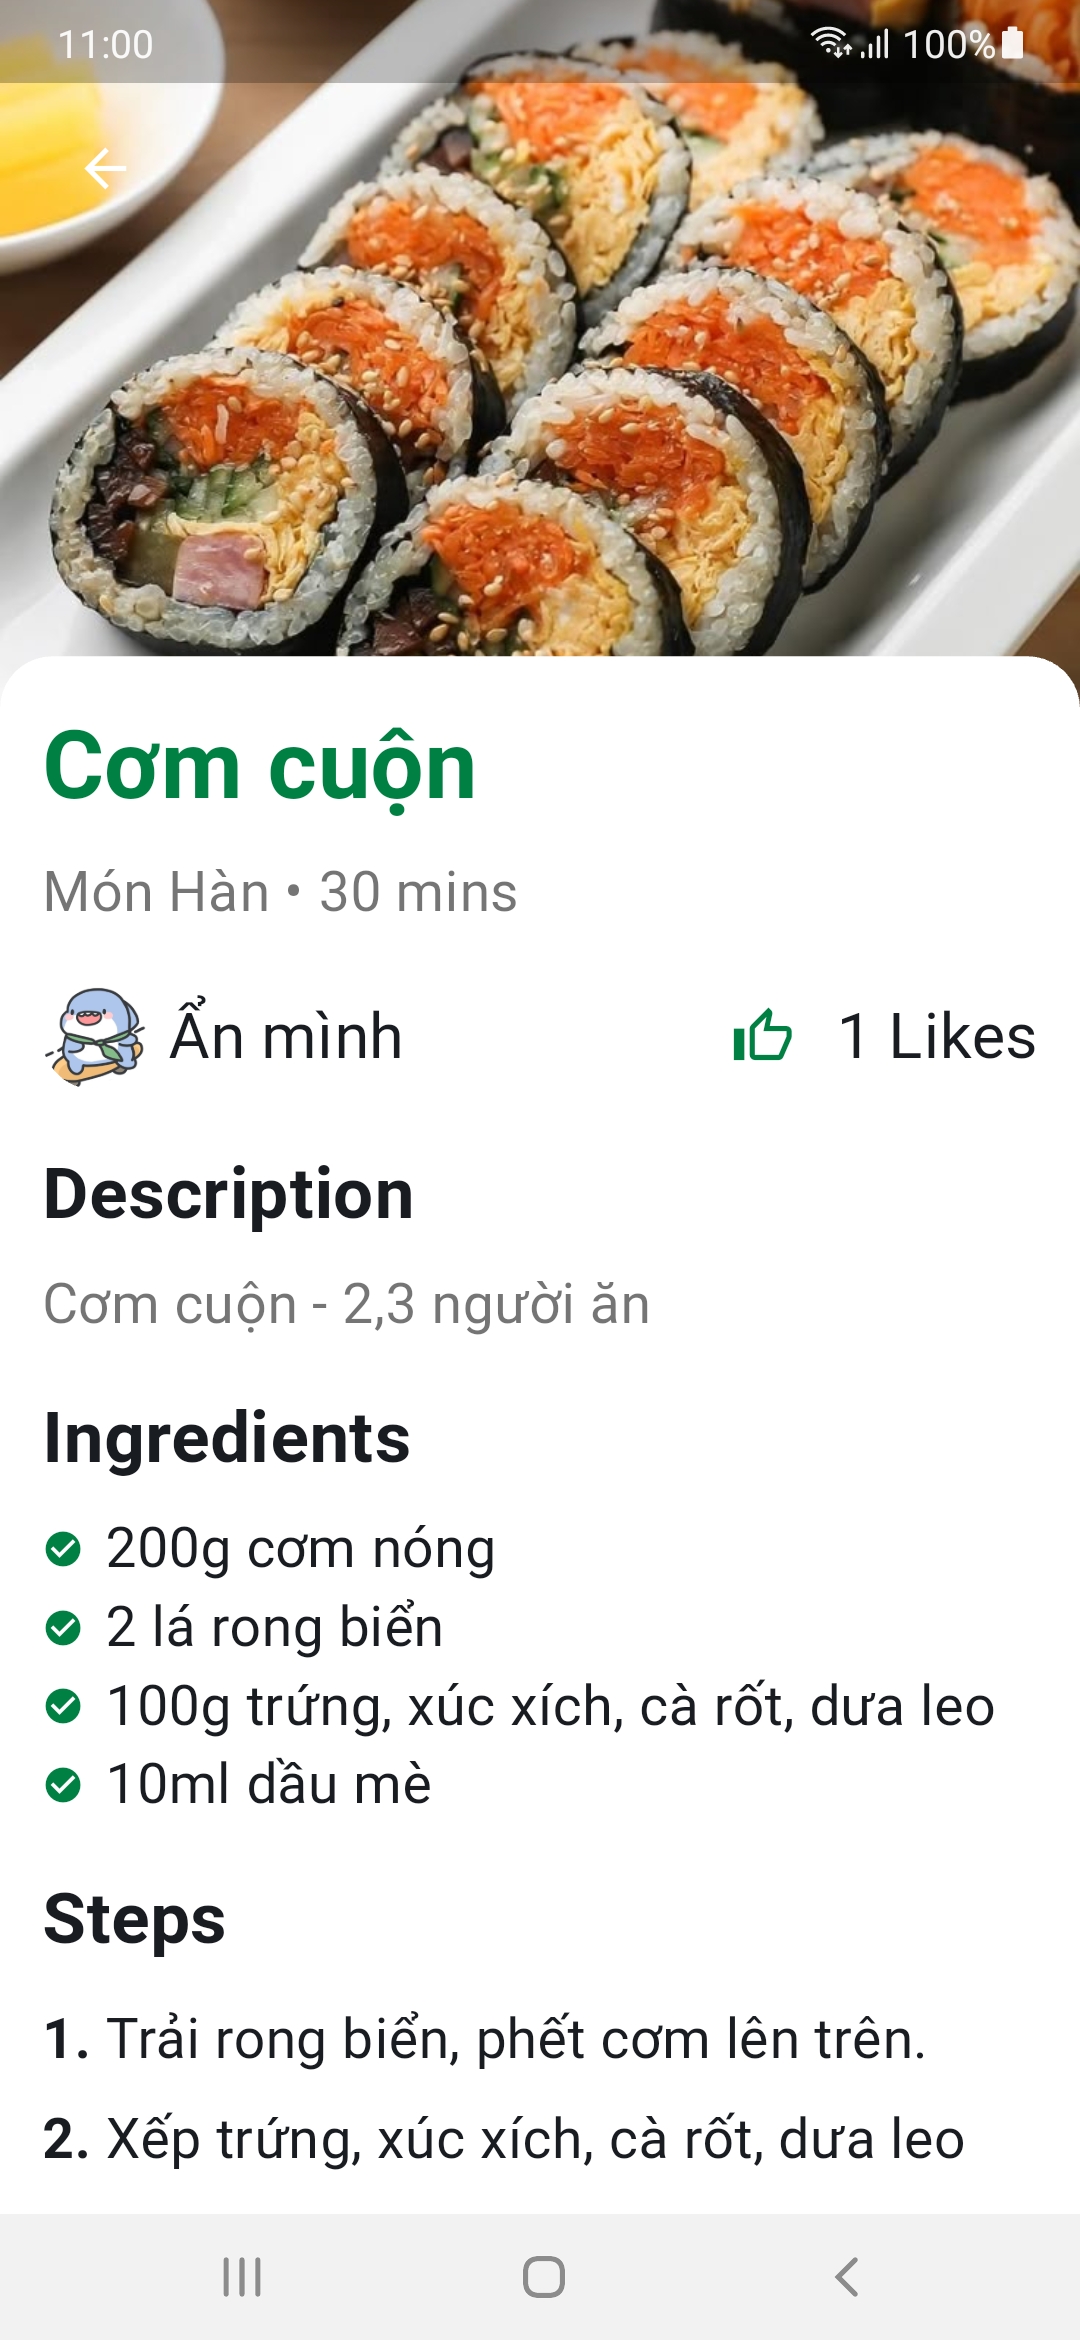 11:00 100%
Cơm cuộn
Món Hàn • 30 mins
Ẩn mình 1 Likes
Description
Cơm cuộn - 2,3 người ăn
Ingredients
200g cơm nóng
2 lá rong biển
100g trứng, xúc xích, cà rốt, dưa leo
10ml dầu mè
Steps
1. Trải rong biển, phết cơm lên trên.
2. Xếp trứng, xúc xích, cà rốt, dưa leo